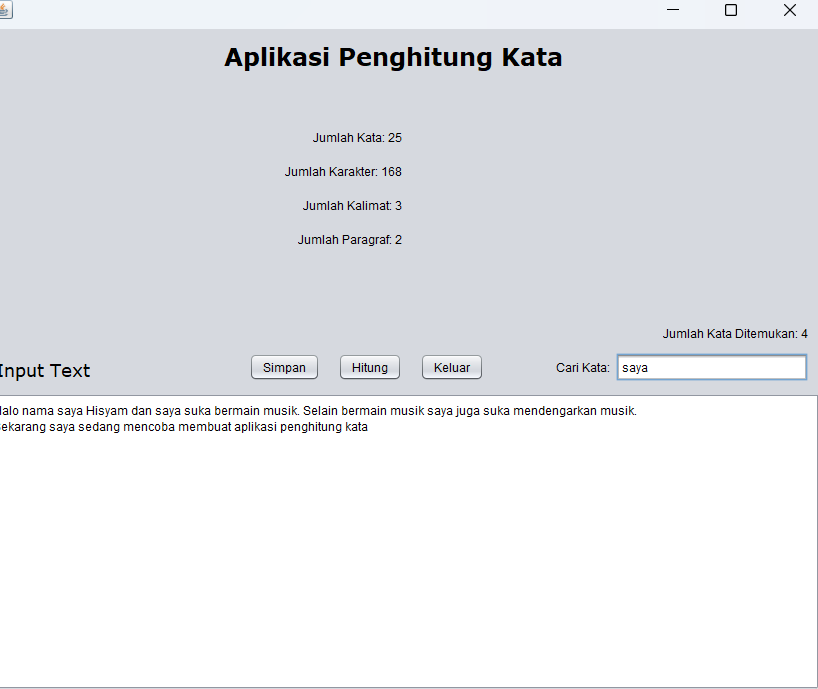 Aplikasi Penghitung Kata
Jumlah Kata: 25
Jumlah Karakter: 168
Jumlah Kalimat: 3
Jumlah Paragraf: 2
Jumlah Kata Ditemukan: 4
Input Text Simpan Hitung Keluar Cari Kata: saya
alo nama saya Hisyam dan saya suka bermain musik. Selain bermain musik saya juga suka mendengarkan musik.
ekarang saya sedang mencoba membuat aplikasi penghitung kata